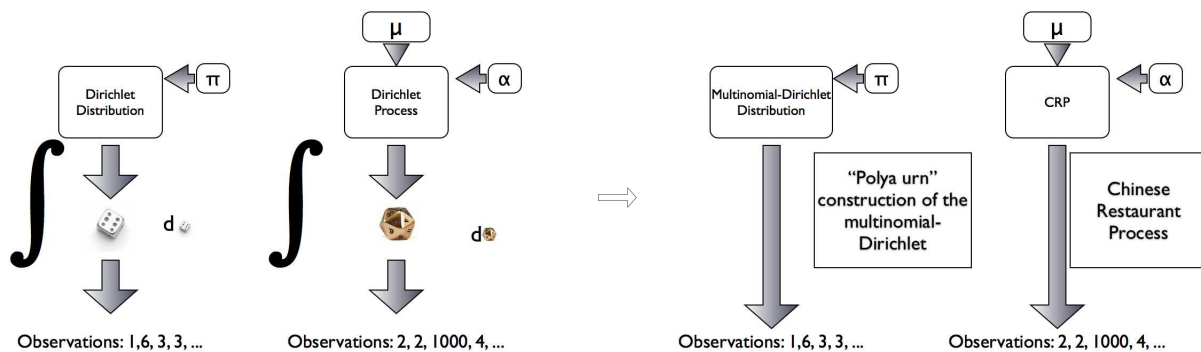 μ
Dirichlet
Distribution
π
Dirichlet
Process
α
∫
d
∫
d
Observations: 1,6, 3, 3, ...
Observations: 2, 2, 1000, 4, ...
μ
Multinomial-Dirichlet
Distribution
π
CRP
α
“Polya urn”
construction of the
multinomial-
Dirichlet
Chinese
Restaurant
Process
Observations: 1,6, 3, 3, ...
Observations: 2, 2, 1000, 4, ...